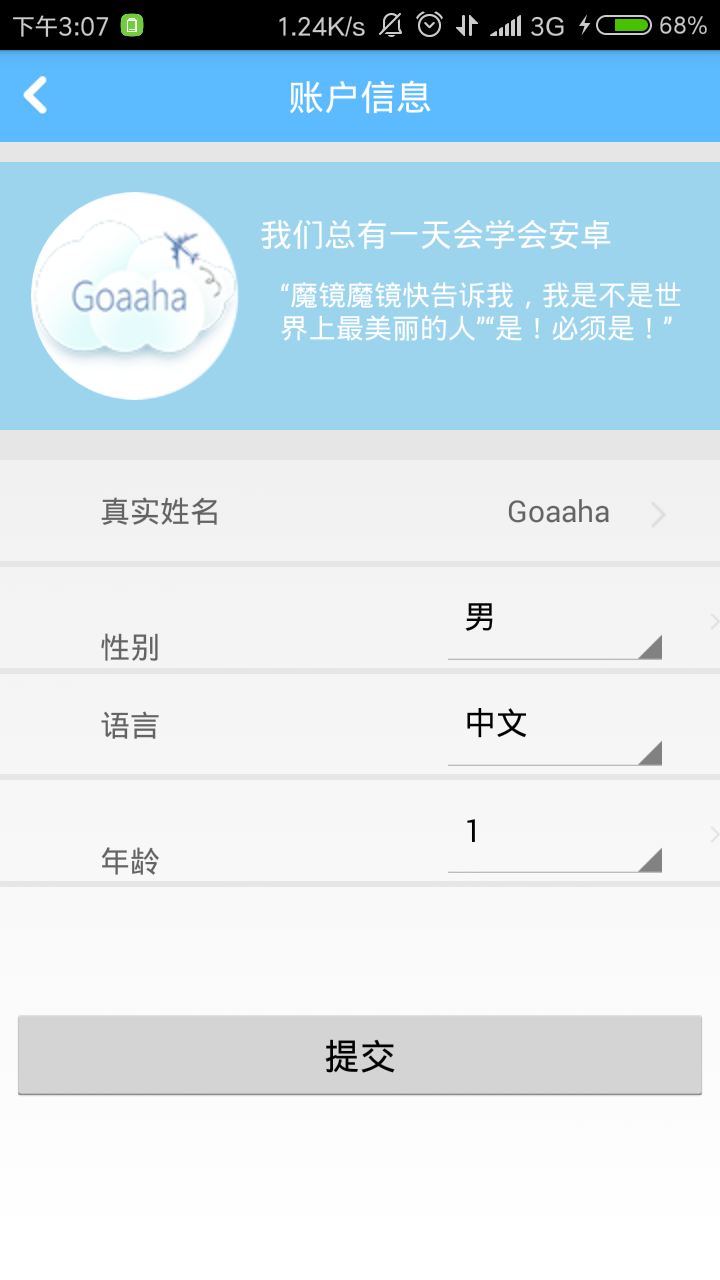 下午3:07 1.24K/s 3G 68%
账户信息
Goaaha
我们总有一天会学会安卓
“魔镜魔镜快告诉我，我是不是世
界上最美丽的人”“是！必须是！”
真实姓名 Goaaha
性别 男
语言 中文
年龄 1
提交